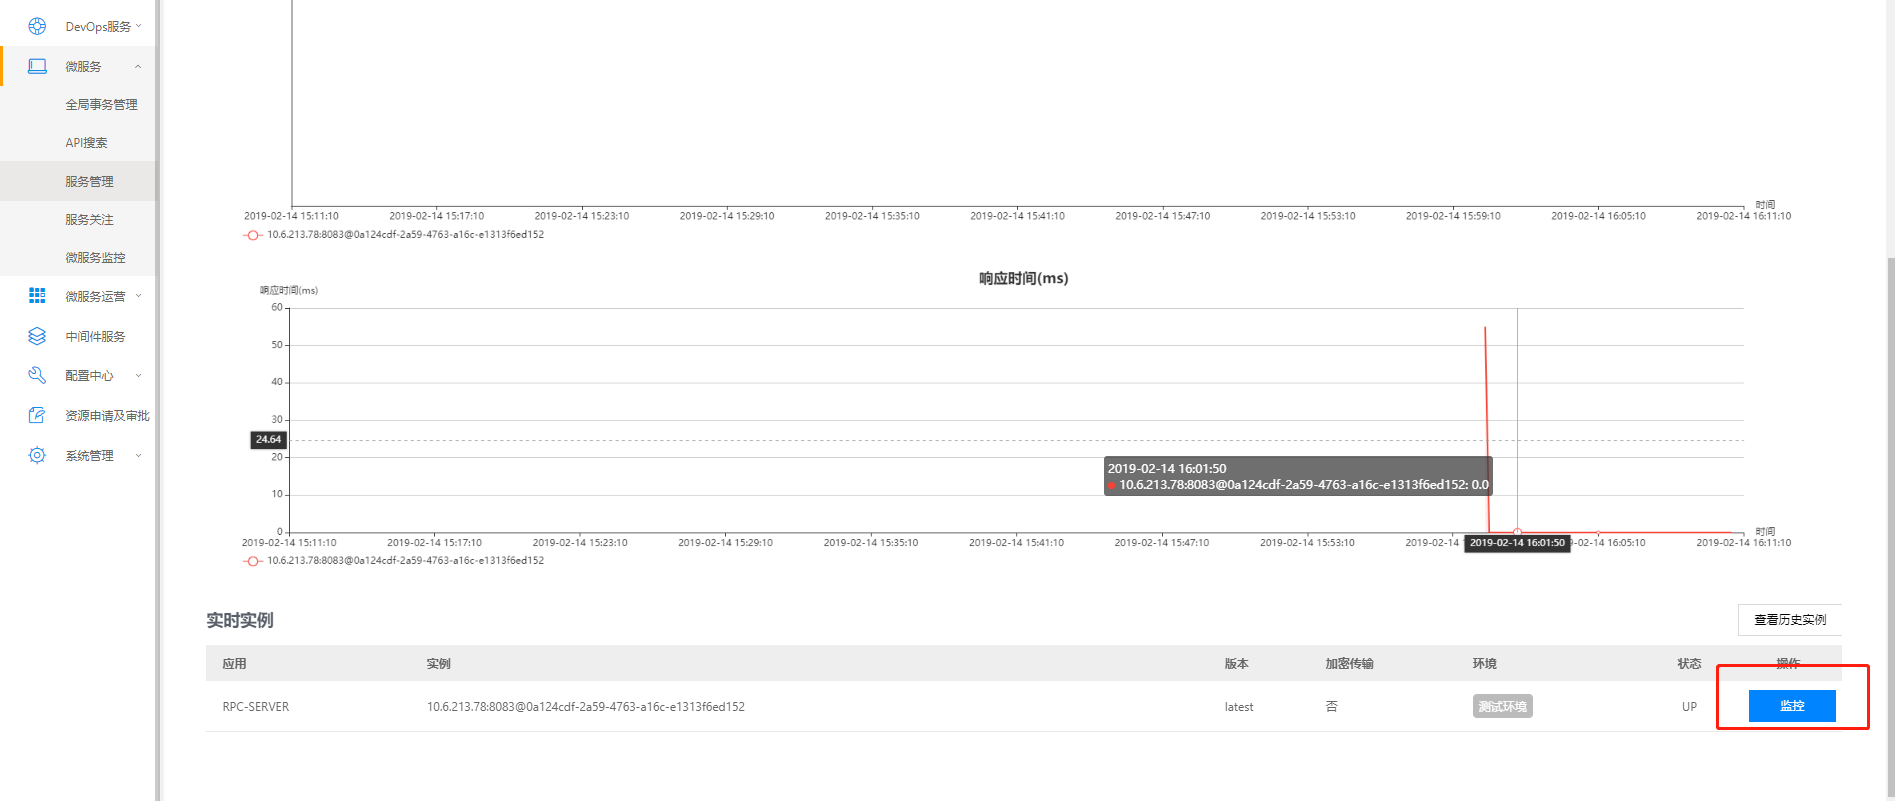 DevOps服务
微服务
全局事务管理
API搜索
服务管理
服务关注
微服务监控
微服务运营
中间件服务
配置中心
资源申请及审批
系统管理
时间
2019-02-14 15:11:10 2019-02-14 15:17:10 2019-02-14 15:23:10 2019-02-14 15:29:10 2019-02-14 15:35:10 2019-02-14 15:41:10 2019-02-14 15:47:10 2019-02-14 15:53:10 2019-02-14 15:59:10 2019-02-14 16:05:10 2019-02-14 16:11:10
10.6.213.78:8083@0a124cdf-2a59-4763-a16c-e1313f6ed152
响应时间(ms)
响应时间(ms)
60
50
40
30
24.64
20
2019-02-14 16:01:50
10.6.213.78:8083@0a124cdf-2a59-4763-a16c-e1313f6ed152: 0.0
10
0
时间
2019-02-14 15:11:10 2019-02-14 15:17:10 2019-02-14 15:23:10 2019-02-14 15:29:10 2019-02-14 15:35:10 2019-02-14 15:41:10 2019-02-14 15:47:10 2019-02-14 15:53:10 2019-02-14 2019-02-14 16:01:50 02-14 16:05:10 2019-02-14 16:11:10
10.6.213.78:8083@0a124cdf-2a59-4763-a16c-e1313f6ed152
实时实例
查看历史实例
应用 实例 版本 加密传输 环境 状态 操作
RPC-SERVER 10.6.213.78:8083@0a124cdf-2a59-4763-a16c-e1313f6ed152 latest 否 测试环境 UP 监控